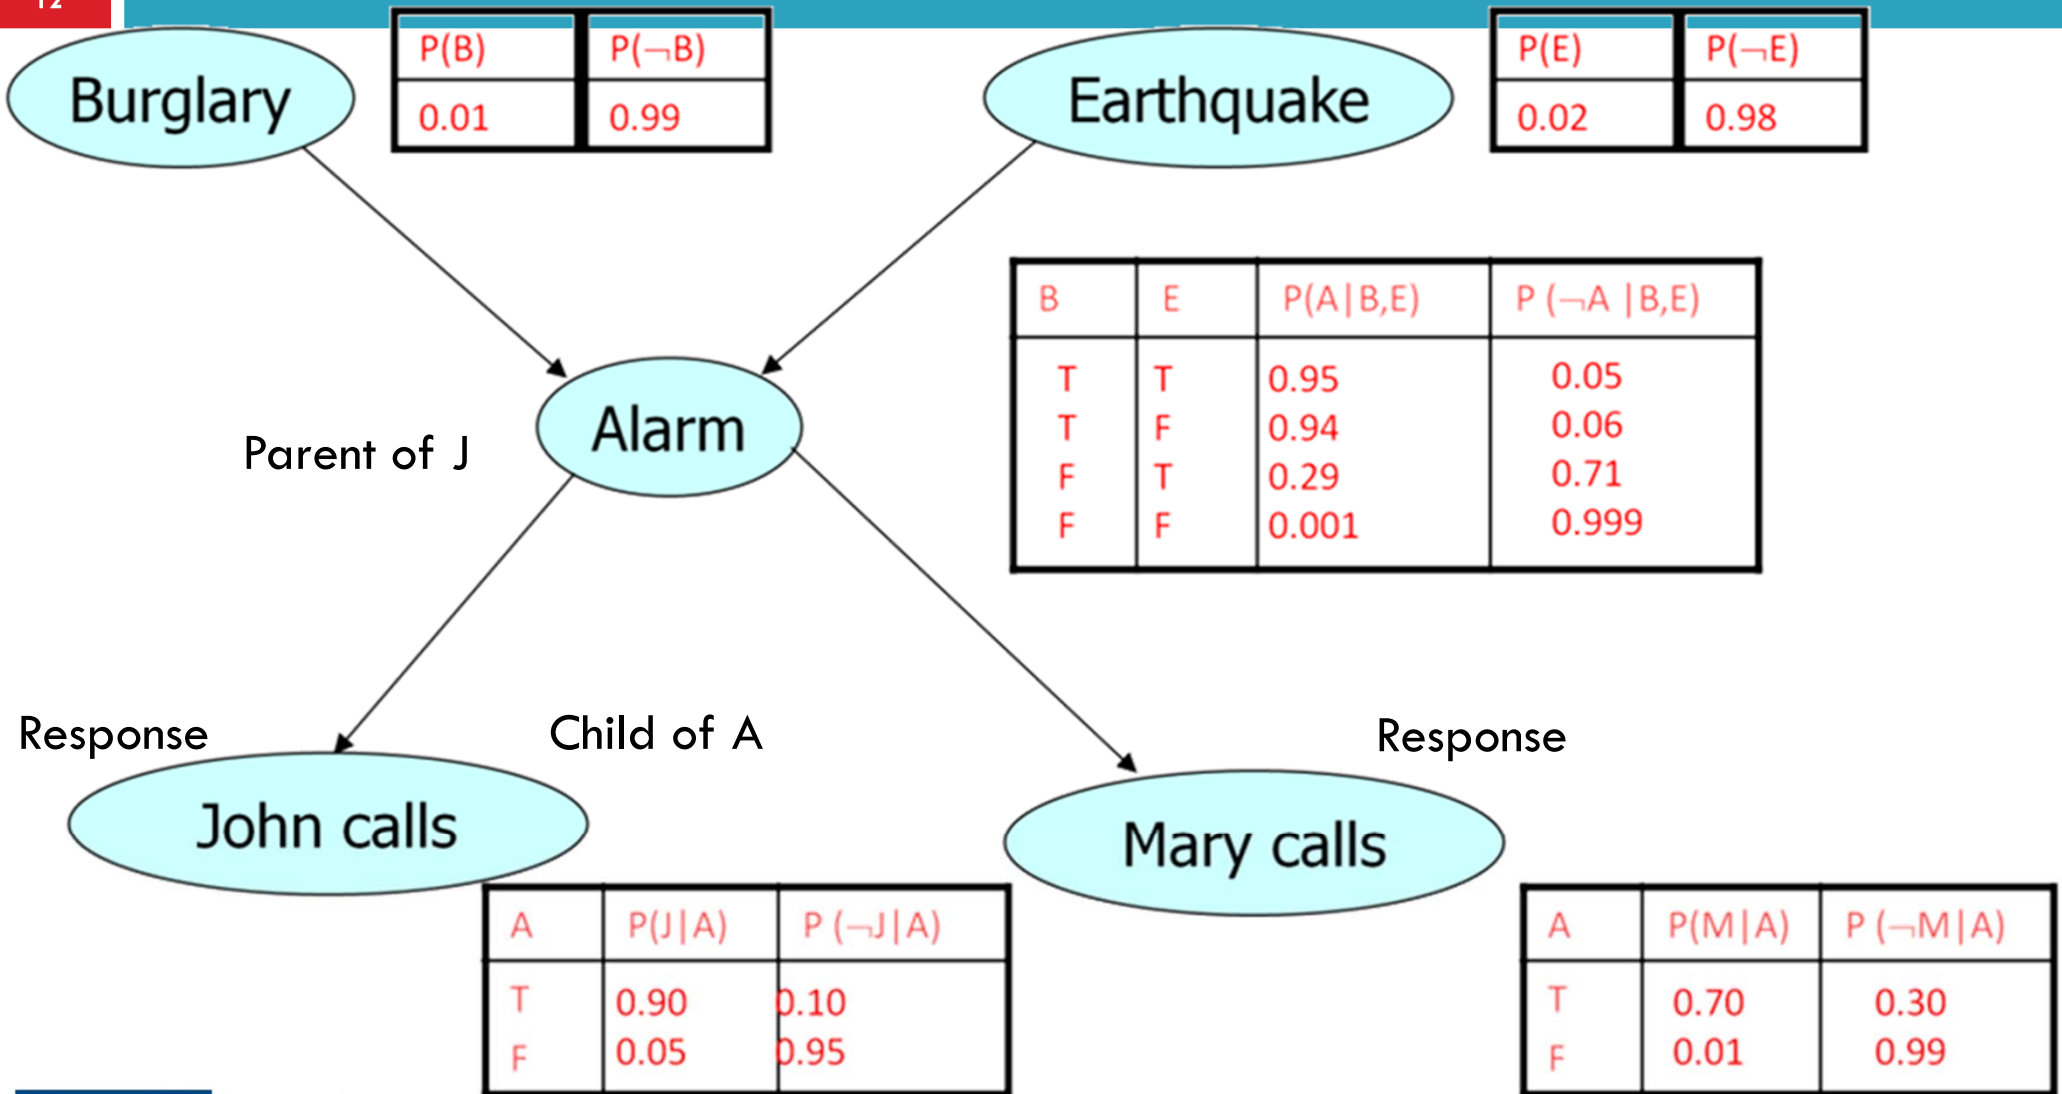 12
Burglary
P(B) P(¬B)
0.01 0.99
Earthquake
P(E) P(¬E)
0.02 0.98
B E P(A|B,E) P (¬A |B,E)
T T 0.95 0.05
T F 0.94 0.06
F T 0.29 0.71
F F 0.001 0.999
Alarm
Parent of J
Response
Child of A
Response
John calls
Mary calls
A P(J|A) P (¬J|A)
T 0.90 0.10
F 0.05 0.95
A P(M|A) P (¬M|A)
T 0.70 0.30
F 0.01 0.99